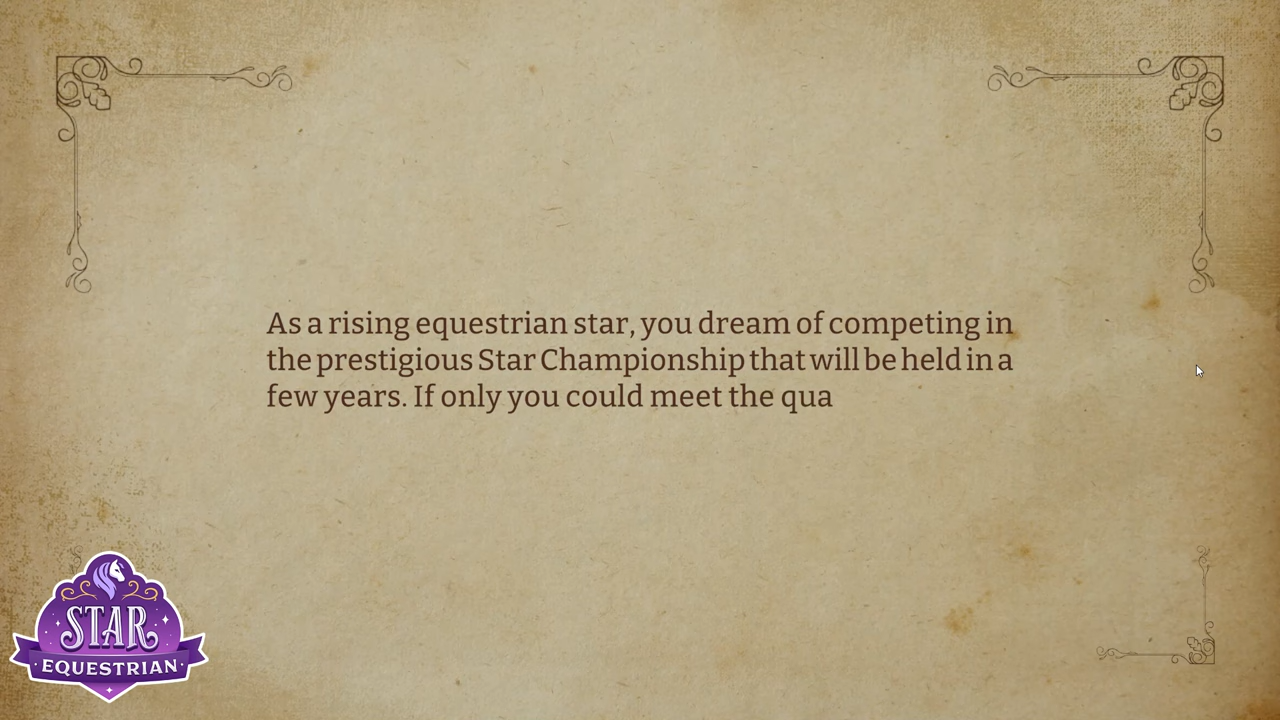 As a rising equestrian star, you dream of competing in
the prestigious Star Championship that will be held in a
few years. If only you could meet the qua
STAR
EQUESTRIAN